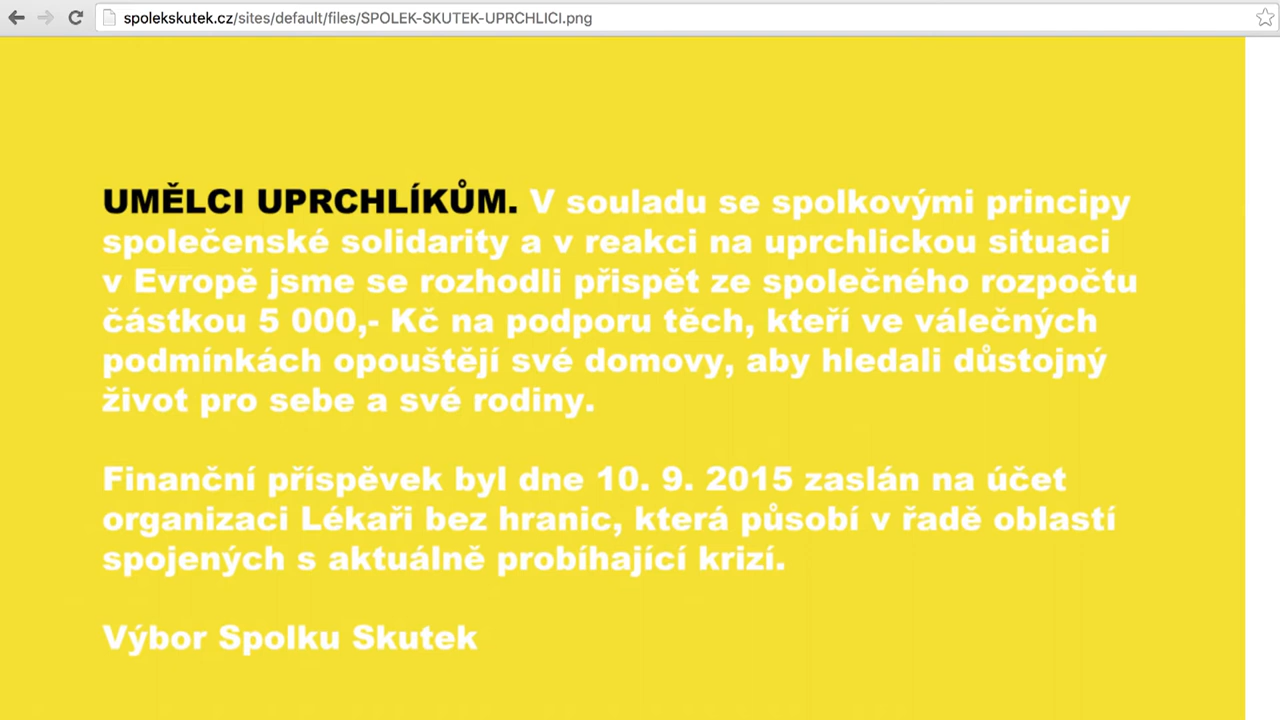 spolekskutek.cz/sites/default/files/SPOLEK-SKUTEK-UPRCHLICI.png
UMĚLCI UPRCHLÍKŮM. V souladu se spolkovými principy
společenské solidarity a v reakci na uprchlickou situaci
v Evropě jsme se rozhodli přispět ze společného rozpočtu
částkou 5 000,- Kč na podporu těch, kteří ve válečných
podmínkách opouštějí své domovy, aby hledali důstojný
život pro sebe a své rodiny.
Finanční příspěvek byl dne 10. 9. 2015 zaslán na účet
organizaci Lékaři bez hranic, která působí v řadě oblastí
spojených s aktuálně probíhající krizí.
Výbor Spolku Skutek